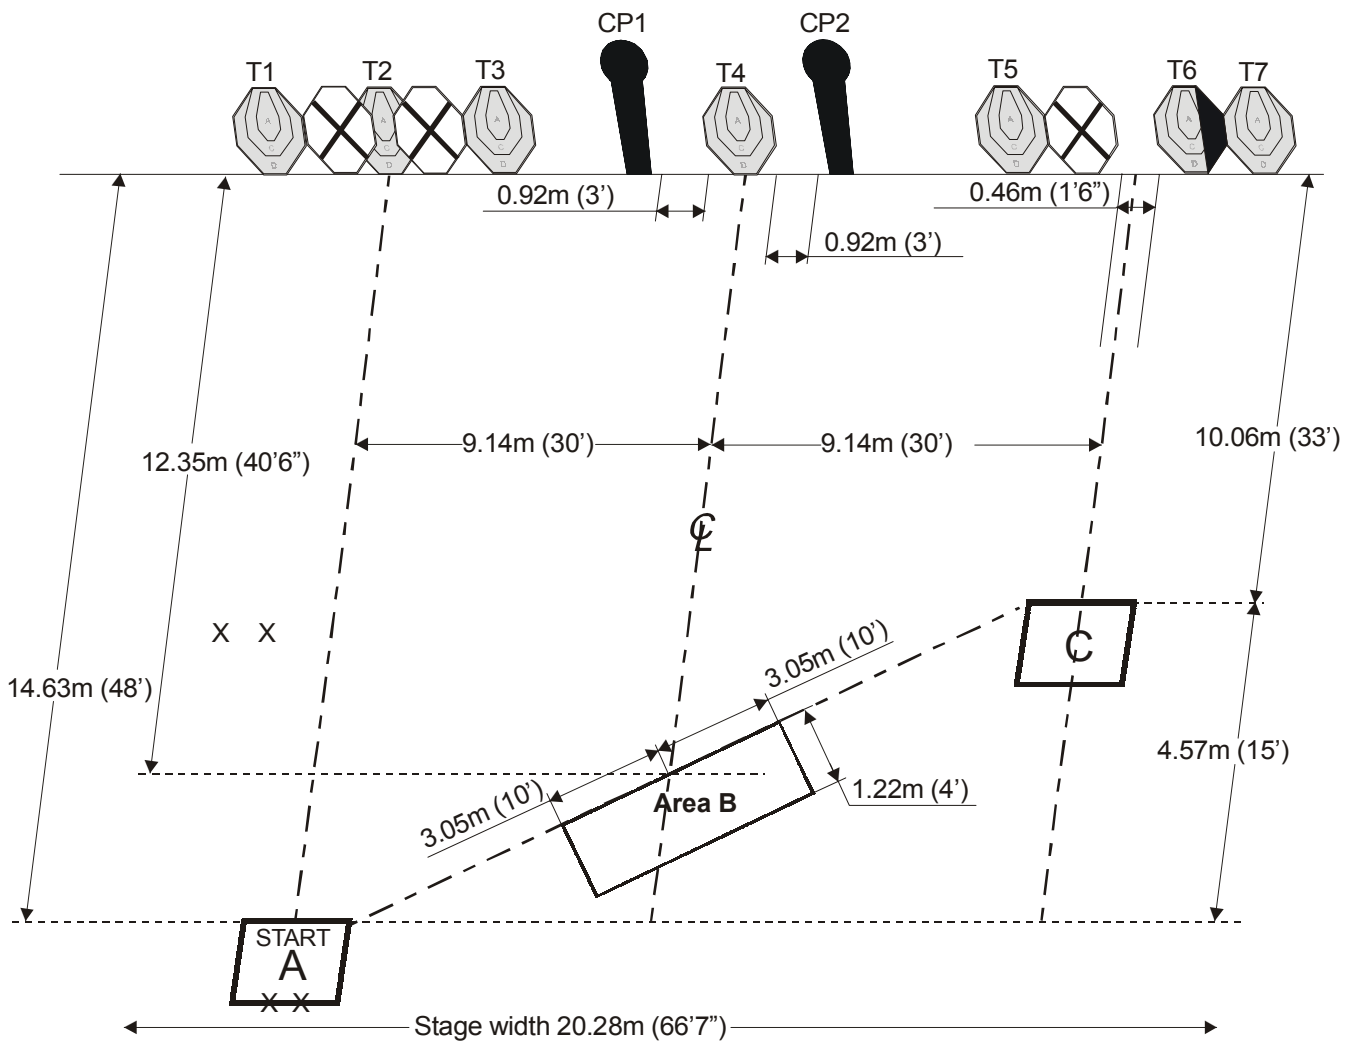 CP1
CP2
T1
T2
T3
T4
T5
T6
T7
A
C
D
A
C
D
A
C
D
A
C
D
A
C
D
A
C
D
A
C
D
0.92m (3’)
0.46m (1’6”)
0.92m (3’)
9.14m (30’)
9.14m (30’)
10.06m (33’)
12.35m (40’6”)
CL
X X
C
3.05m (10’)
14.63m (48’)
4.57m (15’)
1.22m (4’)
Area B
3.05m (10’)
START
A
X X
Stage width 20.28m (66’7”)